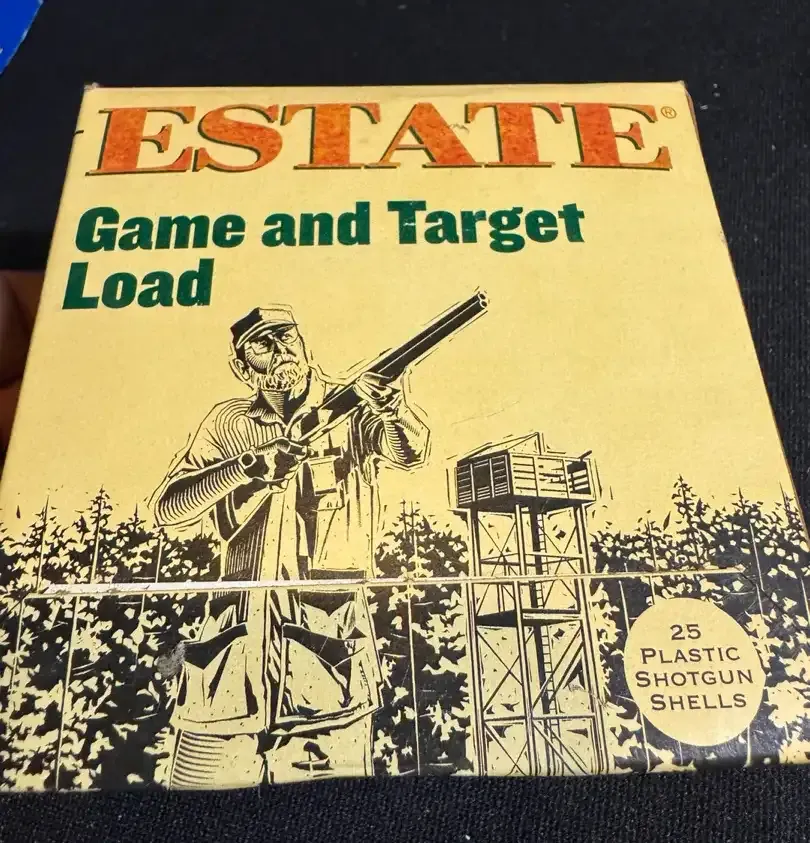 ESTATE®
Game and Target
Load
25
PLASTIC
SHOTGUN
SHELLS